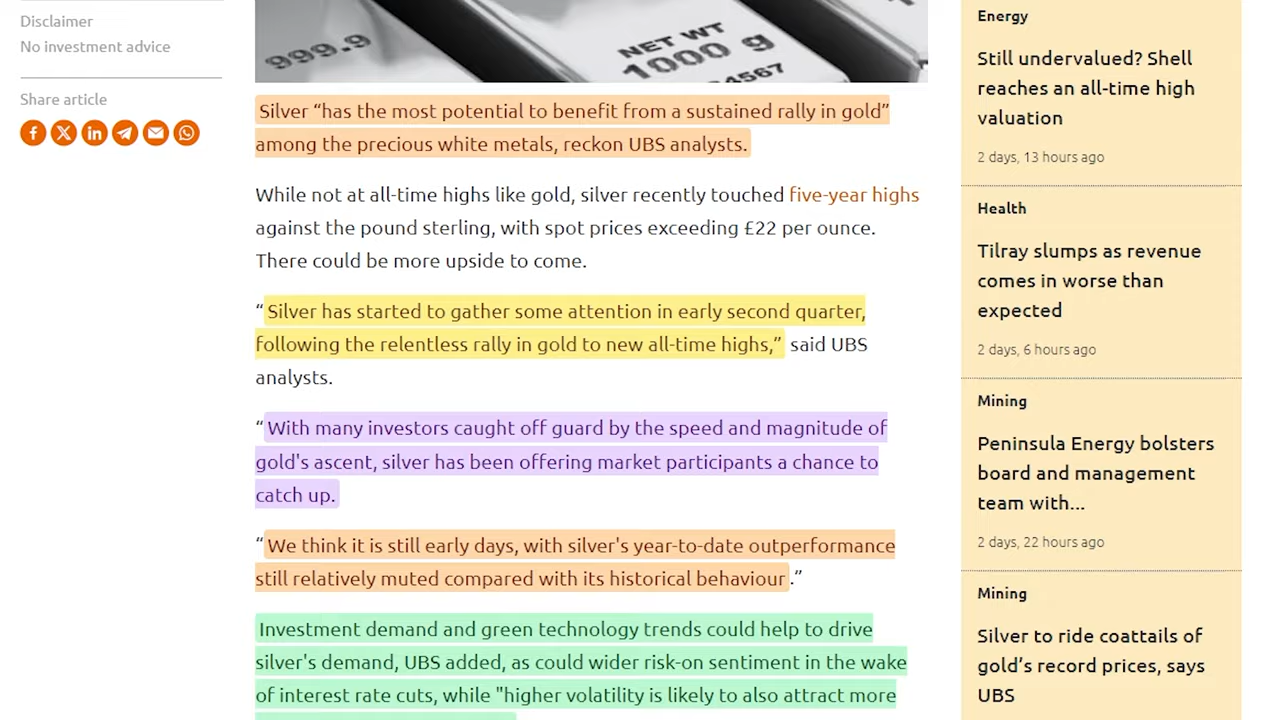 Disclaimer
No investment advice
Share article
999.9
NET WT
1000 g
4567
Silver “has the most potential to benefit from a sustained rally in gold”
among the precious white metals, reckon UBS analysts.
While not at all-time highs like gold, silver recently touched five-year highs
against the pound sterling, with spot prices exceeding £22 per ounce.
There could be more upside to come.
“Silver has started to gather some attention in early second quarter,
following the relentless rally in gold to new all-time highs,” said UBS
analysts.
“With many investors caught off guard by the speed and magnitude of
gold's ascent, silver has been offering market participants a chance to
catch up.
“We think it is still early days, with silver's year-to-date outperformance
still relatively muted compared with its historical behaviour.”
Investment demand and green technology trends could help to drive
silver's demand, UBS added, as could wider risk-on sentiment in the wake
of interest rate cuts, while "higher volatility is likely to also attract more
Energy
Still undervalued? Shell
reaches an all-time high
valuation
2 days, 13 hours ago
Health
Tilray slumps as revenue
comes in worse than
expected
2 days, 6 hours ago
Mining
Peninsula Energy bolsters
board and management
team with...
2 days, 22 hours ago
Mining
Silver to ride coattails of
gold’s record prices, says
UBS